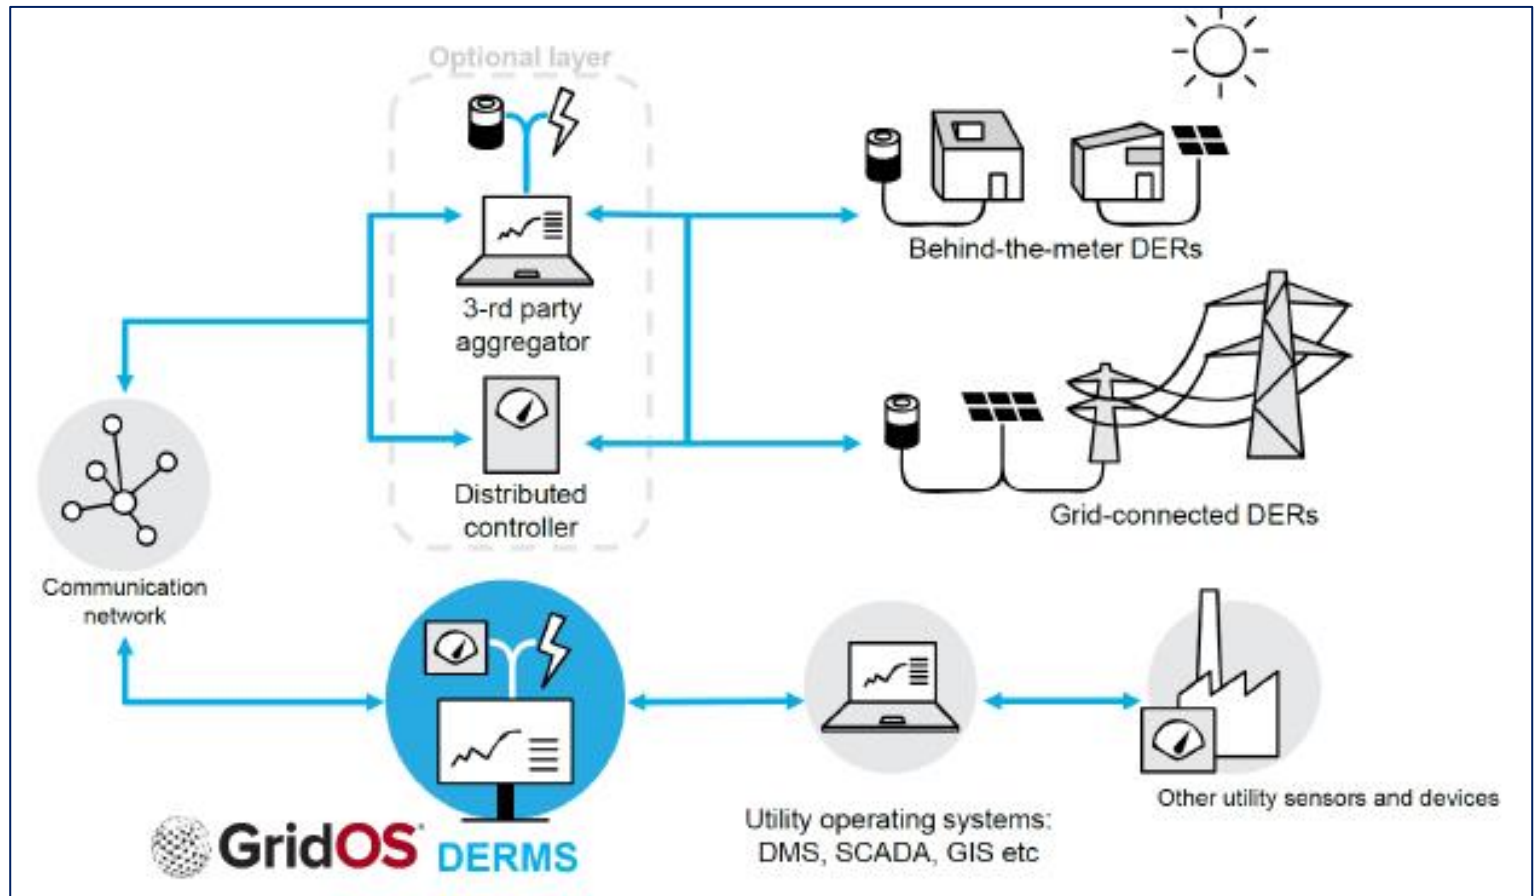 Optional layer
3-rd party
aggregator
Distributed
controller
Behind-the-meter DERs
Grid-connected DERs
Communication
network
GridOS
DERMS
Utility operating systems:
DMS, SCADA, GIS etc
Other utility sensors and devices